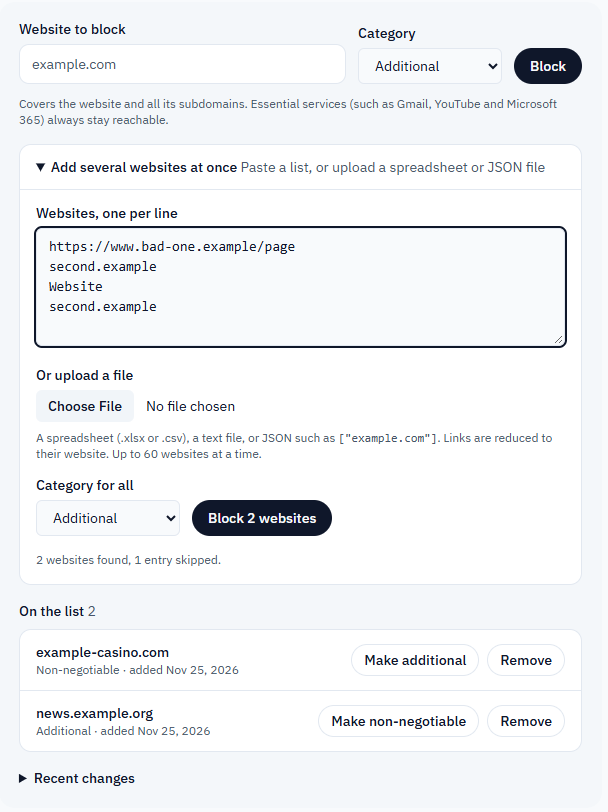 Website to block
Category
example.com
Additional
Block
Covers the website and all its subdomains. Essential services (such as Gmail, YouTube and Microsoft
365) always stay reachable.
Add several websites at once Paste a list, or upload a spreadsheet or JSON file
Websites, one per line
https://www.bad-one.example/page
second.example
Website
second.example
Or upload a file
Choose File No file chosen
A spreadsheet (.xlsx or .csv), a text file, or JSON such as ["example.com"]. Links are reduced to
their website. Up to 60 websites at a time.
Category for all
Additional
Block 2 websites
2 websites found, 1 entry skipped.
On the list 2
example-casino.com
Non-negotiable · added Nov 25, 2026
Make additional
Remove
news.example.org
Additional · added Nov 25, 2026
Make non-negotiable
Remove
Recent changes